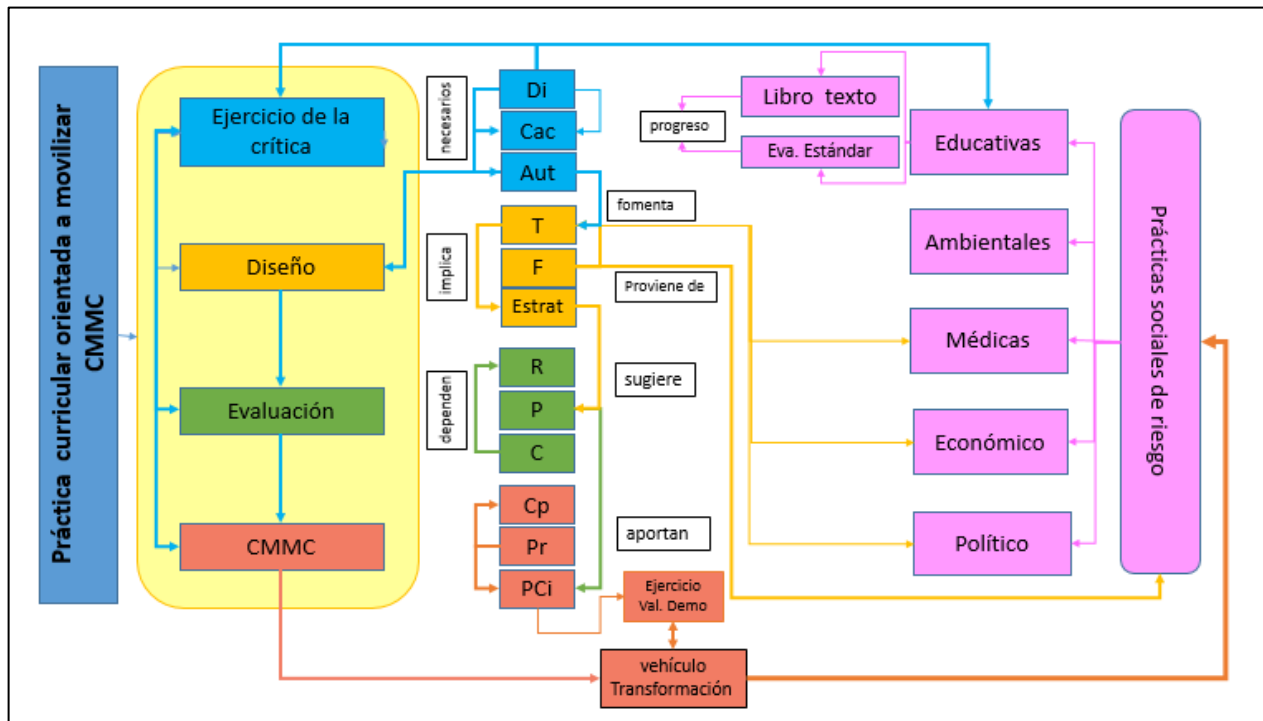 Práctica curricular orientada a movilizar
CMMC
Ejercicio de la
crítica
Diseño
Evaluación
CMMC
necesarios
Di
Cac
Aut
implica
T
F
Estrat
fomenta
Proviene de
dependen
R
P
C
sugiere
Cp
Pr
PCi
aportan
Ejercicio
Val. Demo
vehículo
Transformación
progreso
Libro texto
Eva. Estándar
Educativas
Ambientales
Médicas
Económico
Político
Prácticas sociales de riesgo